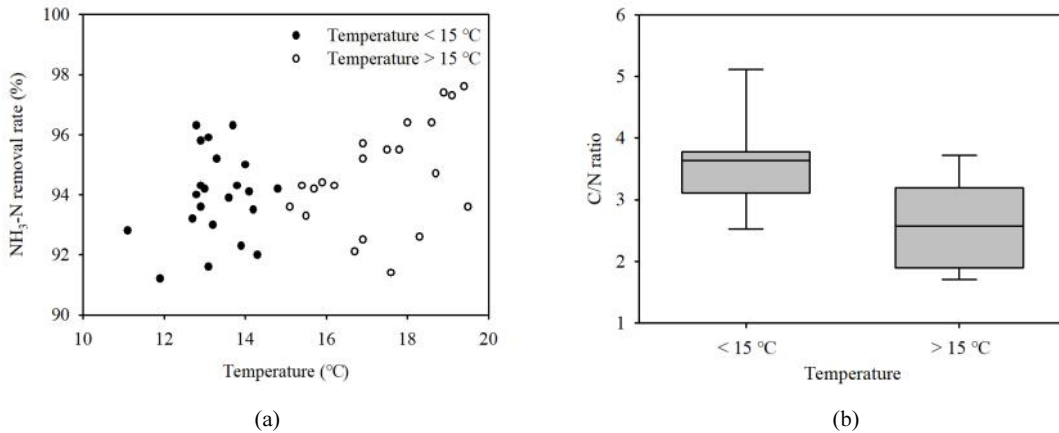 100
98
96
94
92
90
NH₃-N removal rate (%)
Temperature < 15 ℃
Temperature > 15 ℃
10 12 14 16 18 20
Temperature (℃)
(a)
6
5
4
3
2
1
C/N ratio
< 15 ℃ > 15 ℃
Temperature
(b)